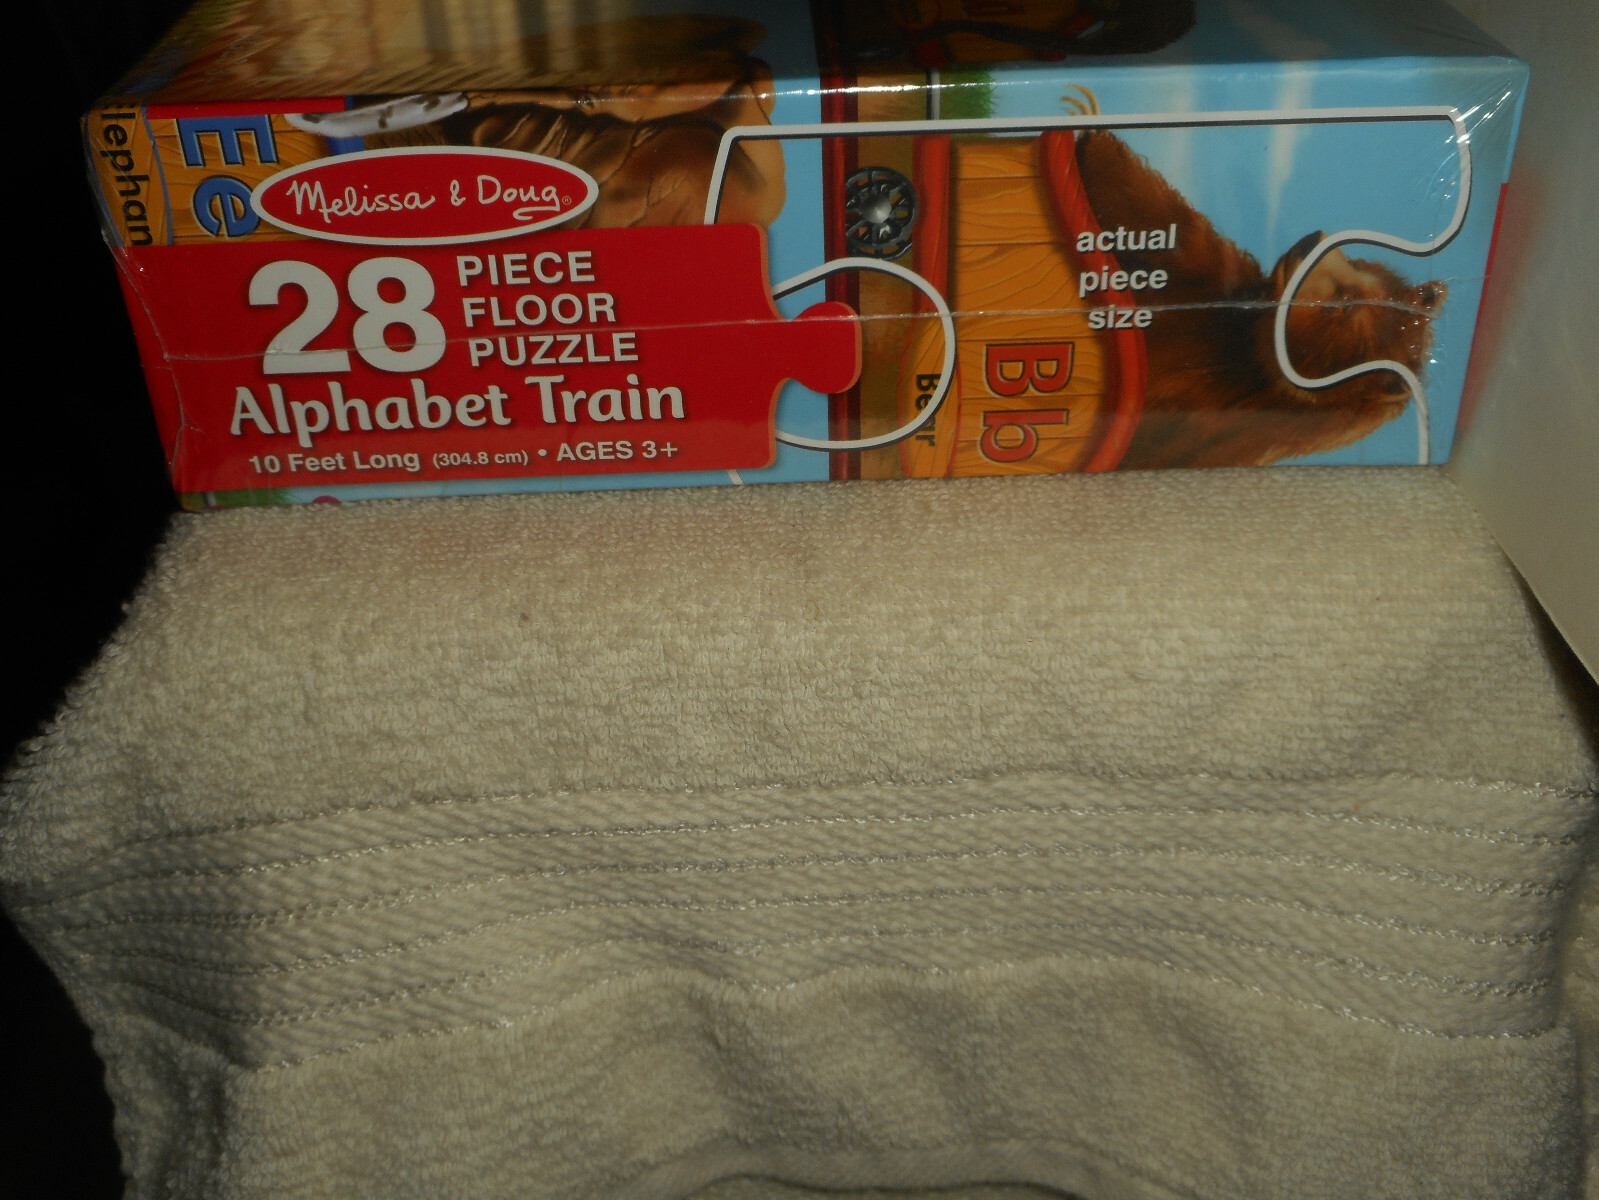 Elephan
Ee
Melissa & Doug®
28 PIECE
FLOOR
PUZZLE
Alphabet Train
10 Feet Long (304.8 cm) • AGES 3+
actual
piece
size
Bb
Bear